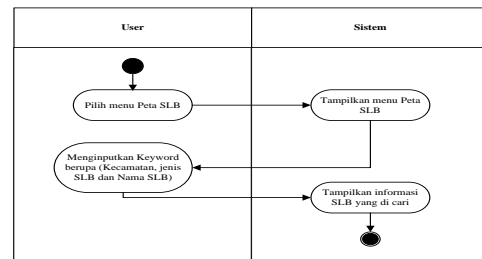 User
Sistem
Pilih menu Peta SLB
Tampilkan menu Peta
SLB
Menginputkan Keyword
berupa (Kecamatan, jenis
SLB dan Nama SLB)
Tampilkan informasi
SLB yang di cari